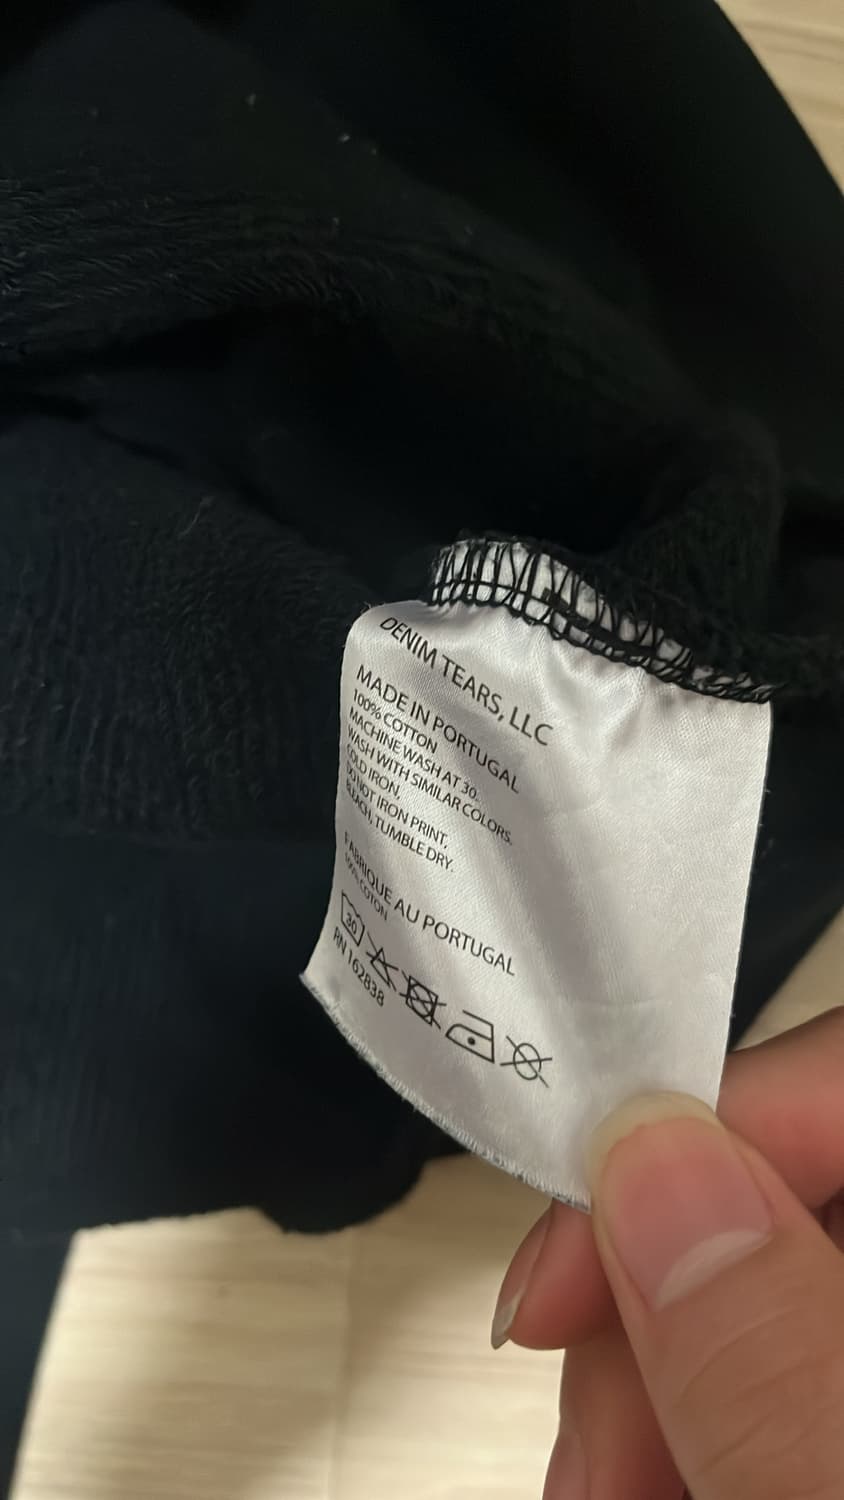 DENIM TEARS, LLC
MADE IN PORTUGAL
100% COTTON
MACHINE WASH AT 30.
WASH WITH SIMILAR COLORS.
COLD IRON,
DO NOT IRON PRINT,
BLEACH, TUMBLE DRY.
FABRIQUE AU PORTUGAL
100% COTON
30
RN 162838